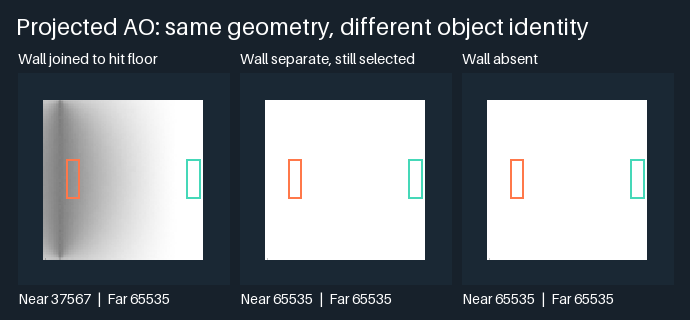 Projected AO: same geometry, different object identity
Wall joined to hit floor
Wall separate, still selected
Wall absent
Near 37567 | Far 65535
Near 65535 | Far 65535
Near 65535 | Far 65535